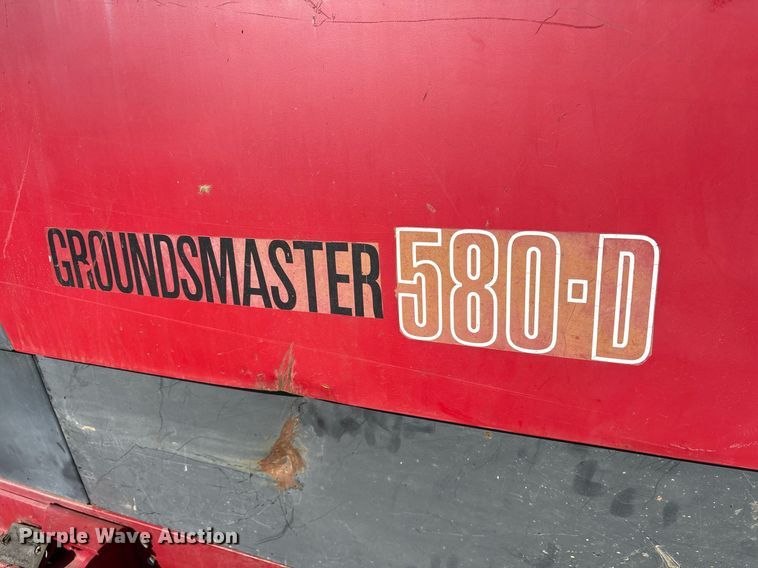 GROUNDSMASTER 580-D
Purple Wave Auction